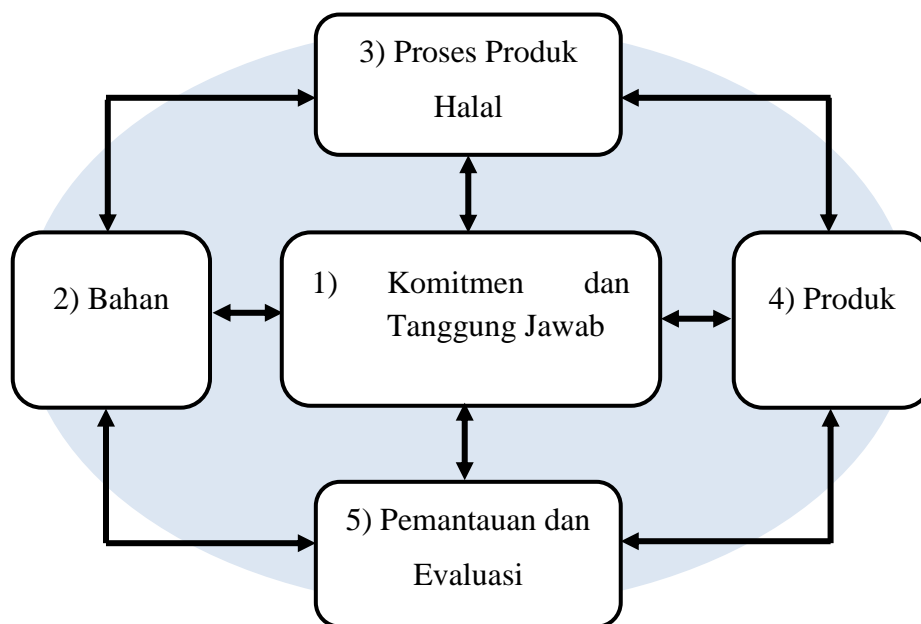 3) Proses Produk
Halal
2) Bahan
1) Komitmen dan
Tanggung Jawab
4) Produk
5) Pemantauan dan
Evaluasi